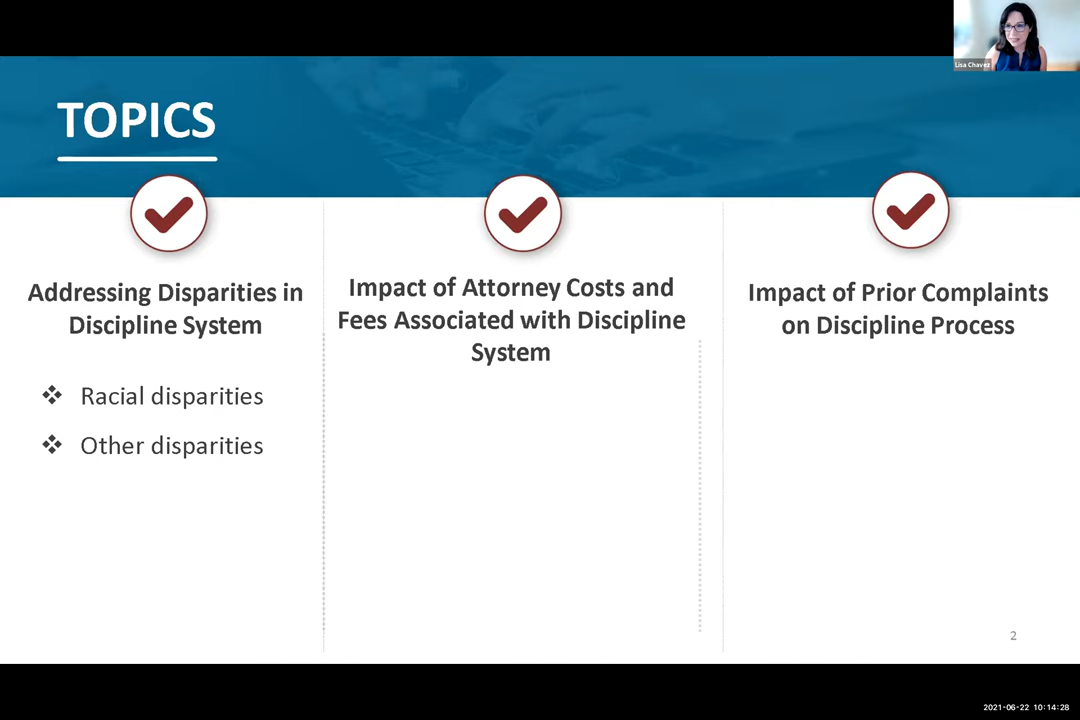 Lisa Chavez
TOPICS
Addressing Disparities in
Discipline System
Racial disparities
Other disparities
Impact of Attorney Costs and
Fees Associated with Discipline
System
Impact of Prior Complaints
on Discipline Process
2
2021-06-22 10:14:28